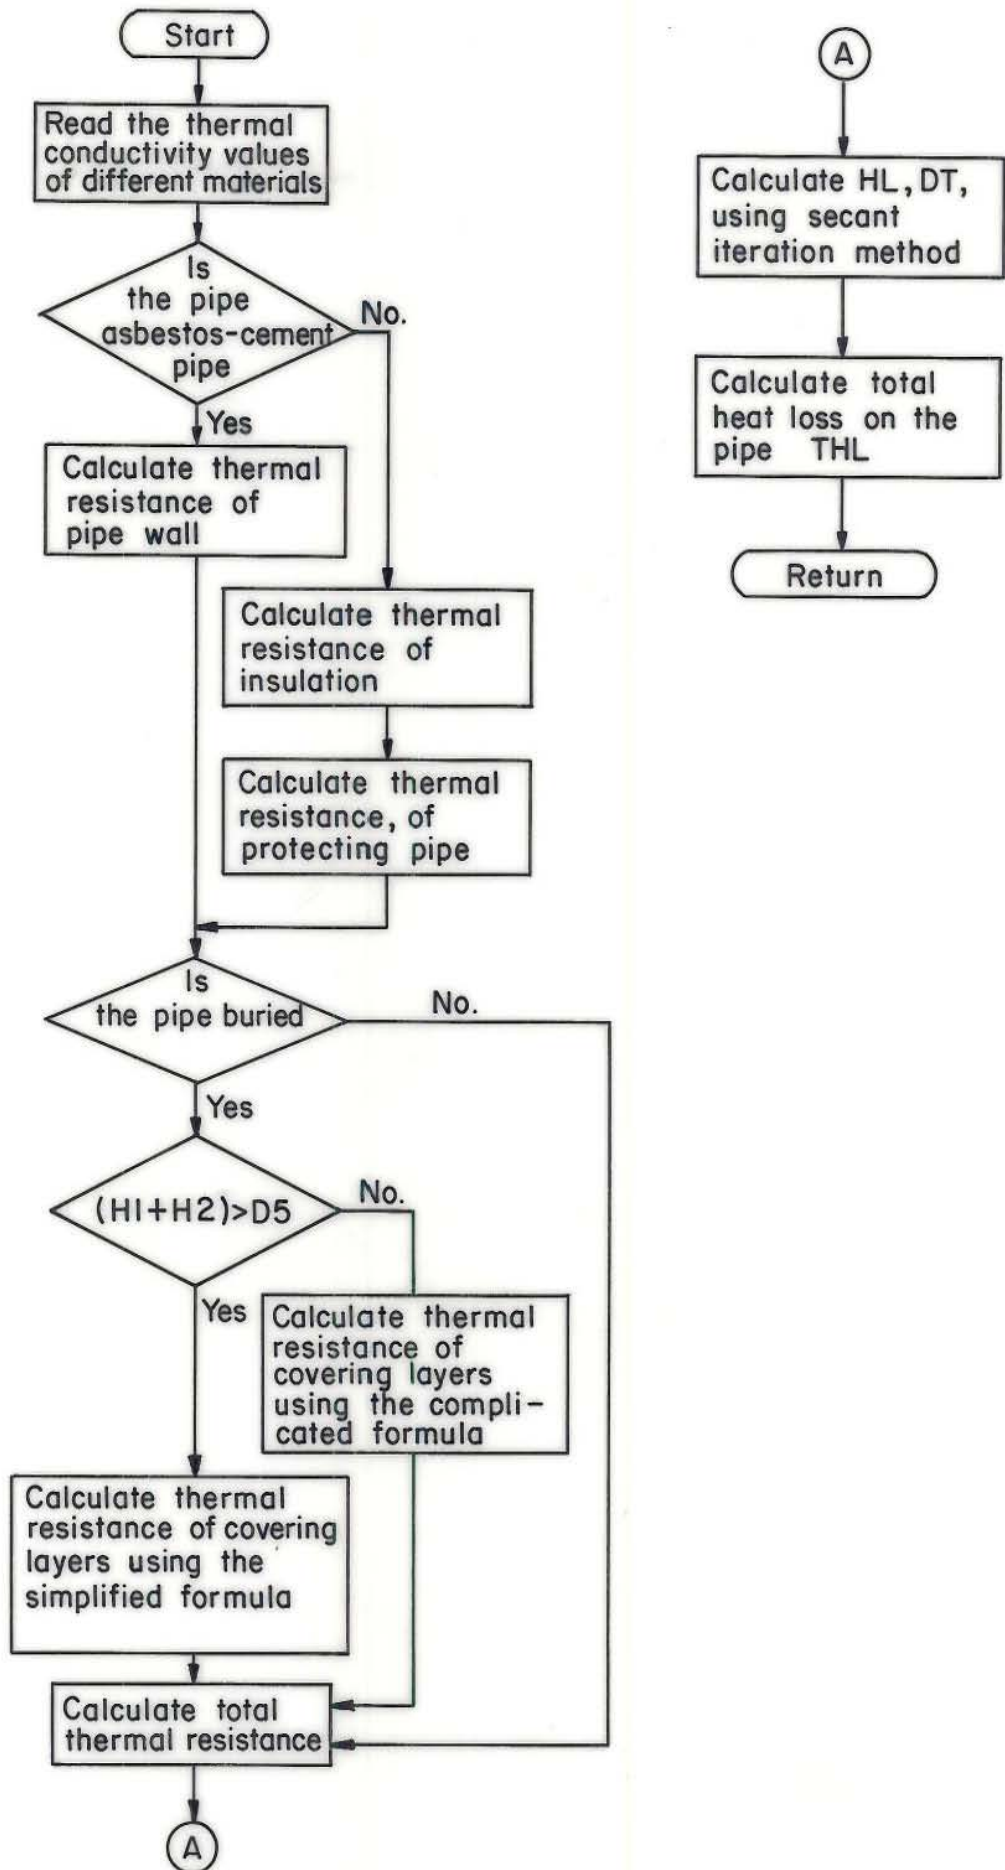 Start
Read the thermal
conductivity values
of different materials
Is
the pipe
asbestos-cement
pipe
No.
Yes
Calculate thermal
resistance of
pipe wall
Calculate thermal
resistance of
insulation
Calculate thermal
resistance, of
protecting pipe
Is
the pipe buried
No.
Yes
(H1+H2)>D5
No.
Yes
Calculate thermal
resistance of
covering layers
using the compli-
cated formula
Calculate thermal
resistance of covering
layers using the
simplified formula
Calculate total
thermal resistance
A
A
Calculate HL, DT,
using secant
iteration method
Calculate total
heat loss on the
pipe THL
Return